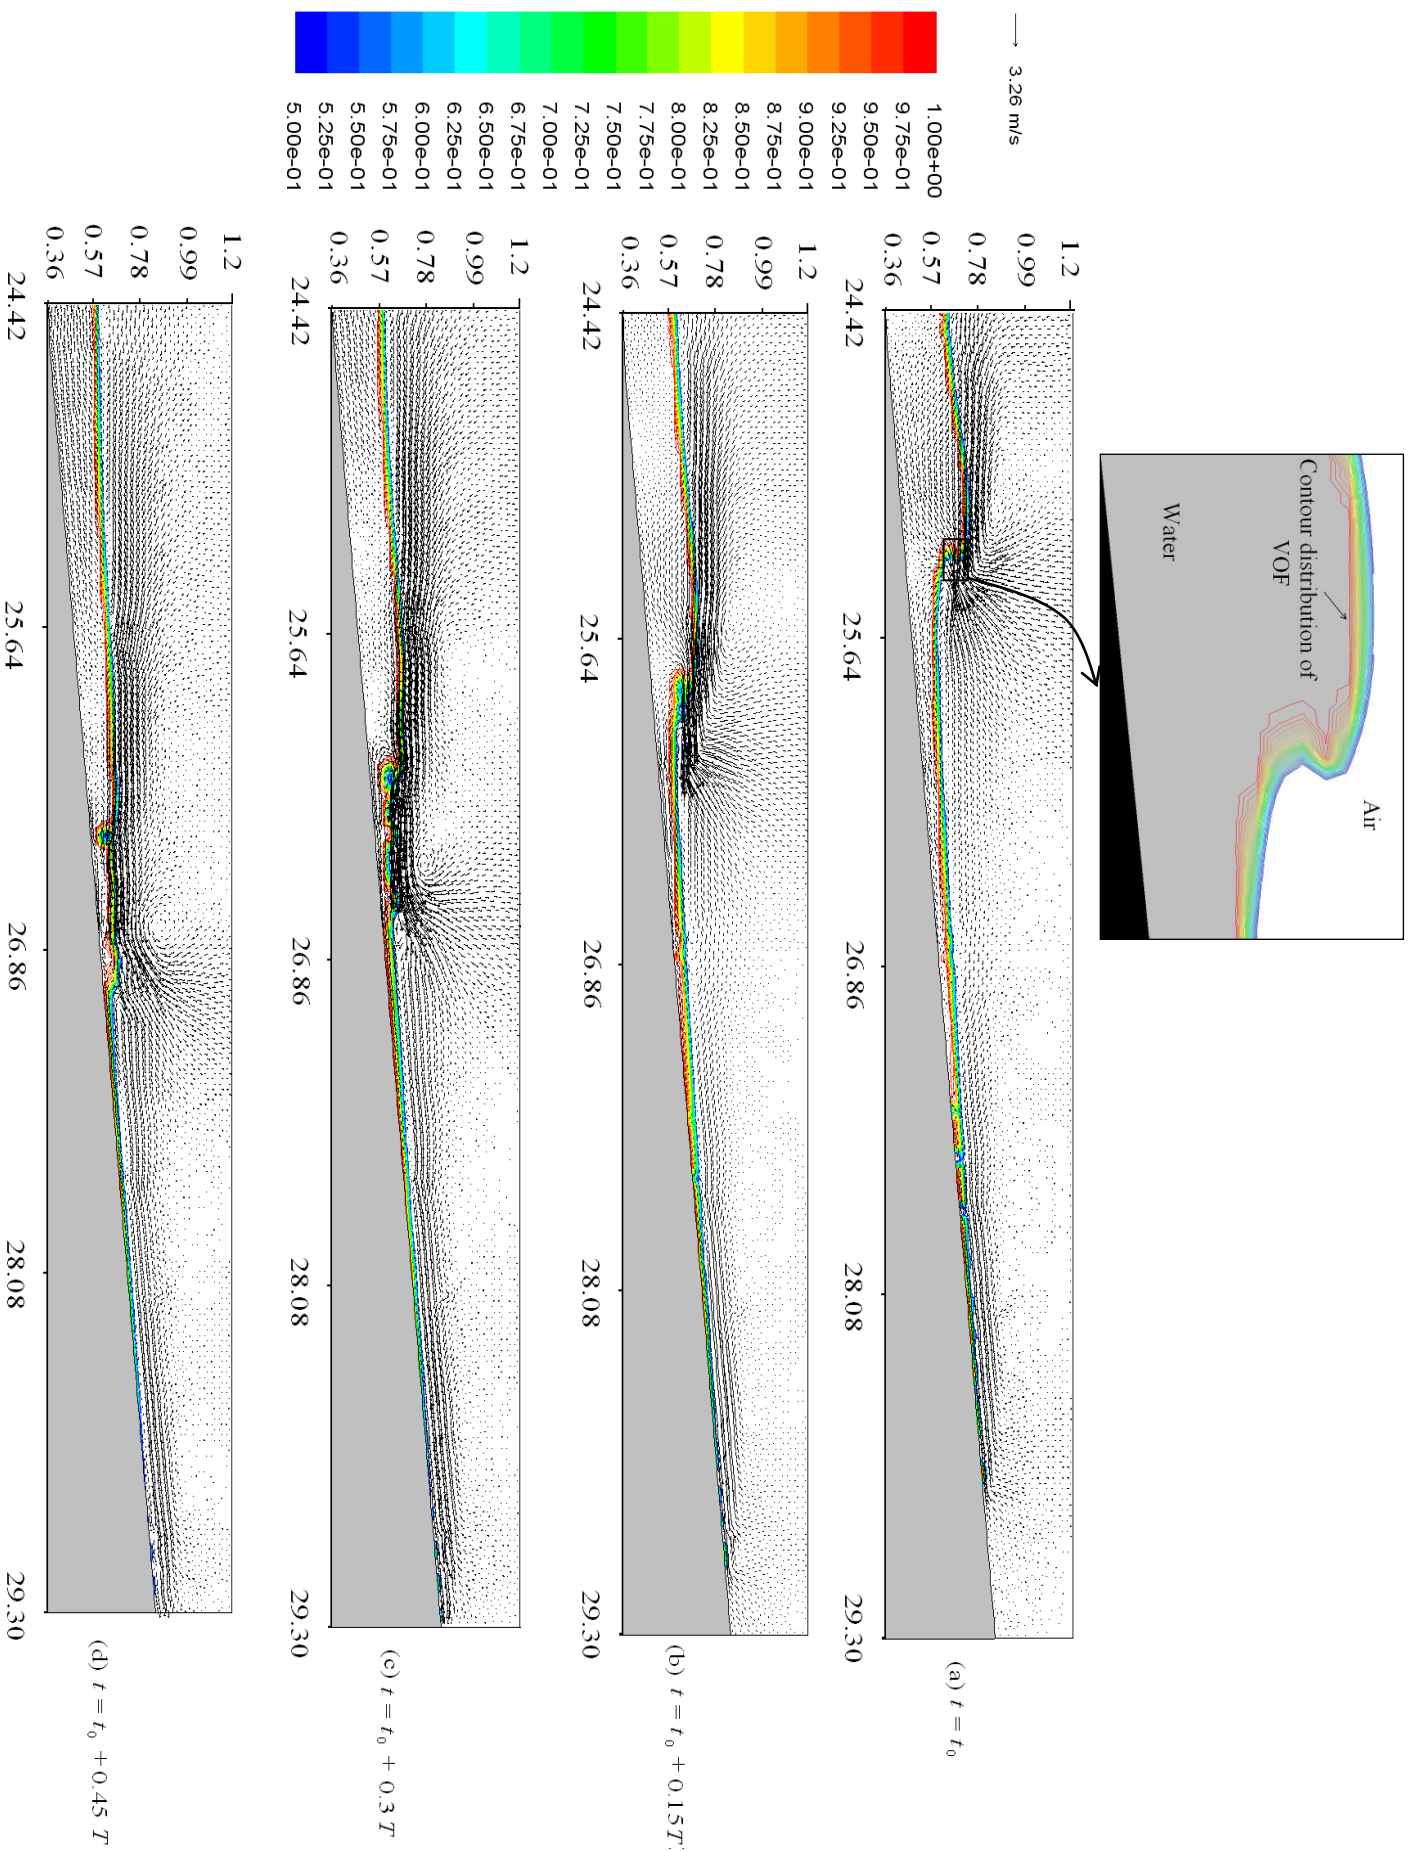 Air
Contour distribution of
VOF
Water
3.26 m/s
1.00e+00
9.75e-01
9.50e-01
9.50e-01
9.00e-01
8.75e-01
8.50e-01
8.25e-01
8.00e-01
7.75e-01
7.50e-01
7.25e-01
7.00e-01
6.75e-01
6.50e-01
6.25e-01
6.00e-01
5.75e-01
5.50e-01
5.25e-01
5.00e-01
1.2
0.99
0.78
0.57
0.36
24.42 25.64 26.86 28.08 29.30
(a) t = t₀
1.2
0.99
0.78
0.57
0.36
24.42 25.64 26.86 28.08 29.30
(b) t = t₀ + 0.15T
1.2
0.99
0.78
0.57
0.36
24.42 25.64 26.86 28.08 29.30
(c) t = t₀ + 0.3 T
1.2
0.99
0.78
0.57
0.36
24.42 25.64 26.86 28.08 29.30
(d) t = t₀ +0.45 T